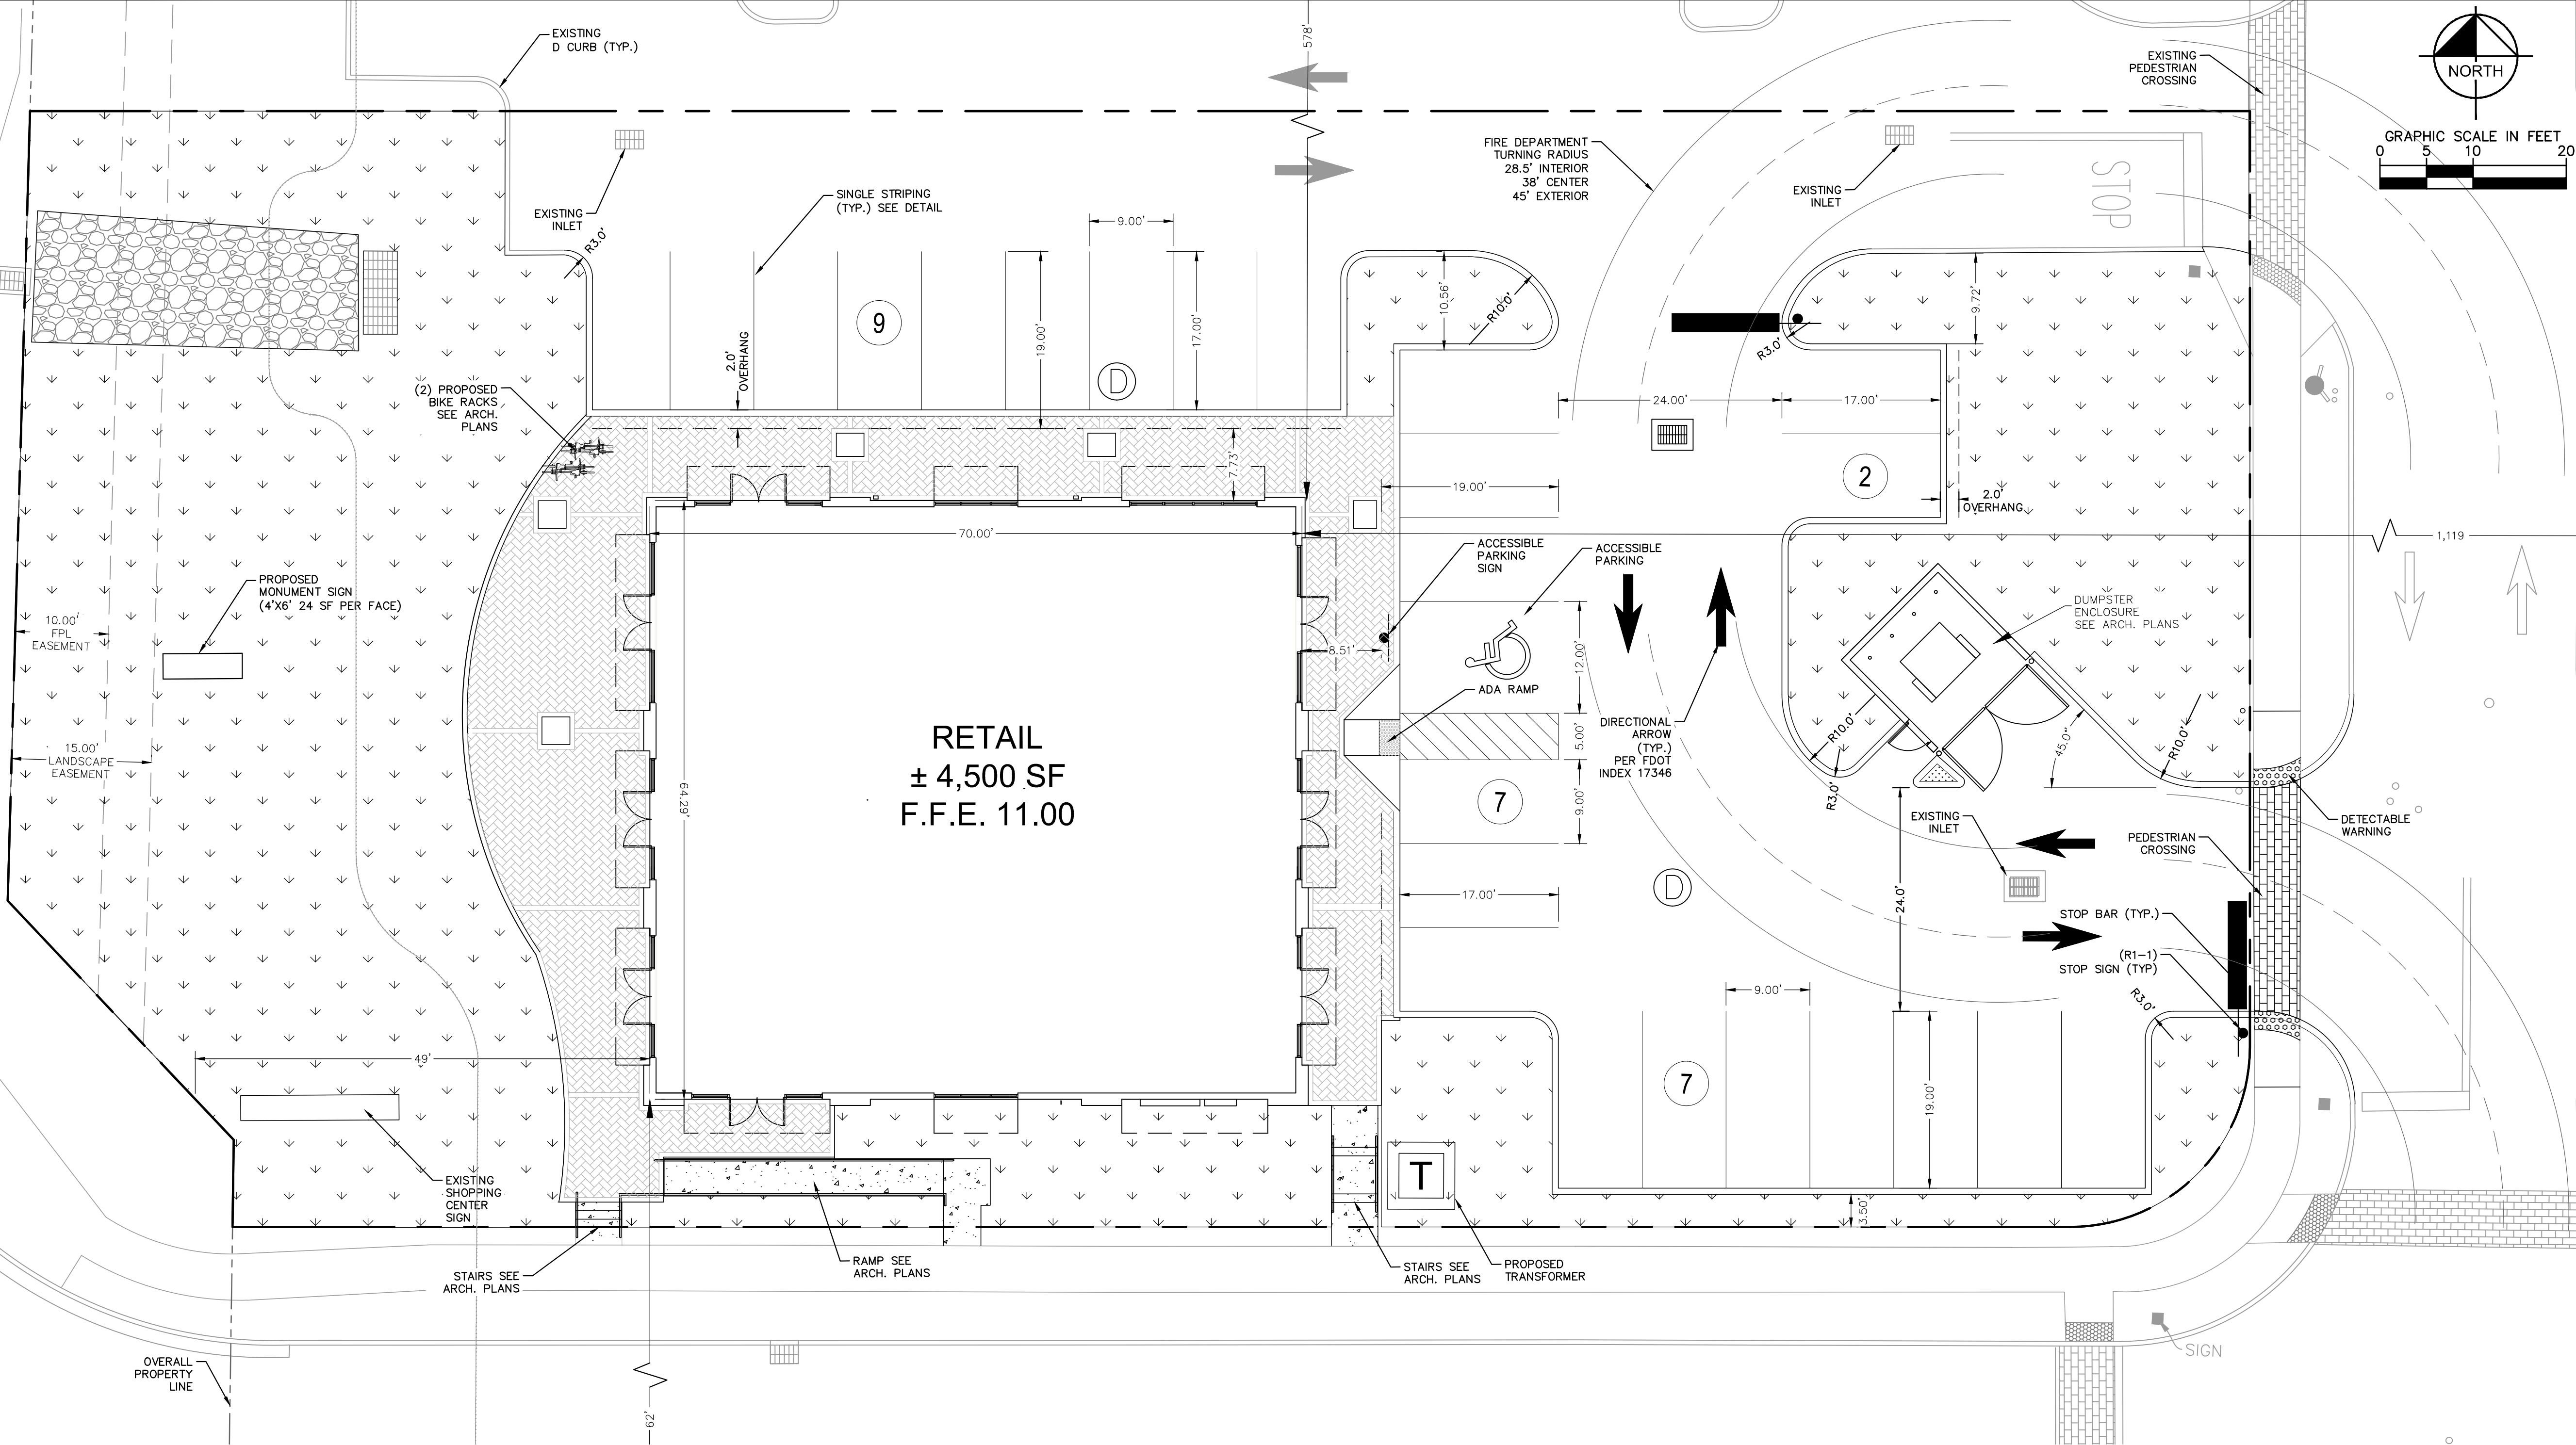 EXISTING
D CURB (TYP.)
578'
EXISTING
PEDESTRIAN
CROSSING
NORTH
GRAPHIC SCALE IN FEET
0 5 10 20
FIRE DEPARTMENT
TURNING RADIUS
28.5' INTERIOR
38' CENTER
45' EXTERIOR
EXISTING
INLET
STOP
SINGLE STRIPING
(TYP.) SEE DETAIL
EXISTING
INLET
R3.0'
9.00'
9
2.0'
OVERHANG
19.00'
17.00'
D
10.56'
R10.0'
R3.0'
9.72'
(2) PROPOSED
BIKE RACKS
SEE ARCH.
PLANS
24.00'
17.00'
7.73'
19.00'
2
2.0'
OVERHANG
70.00'
1,119
ACCESSIBLE
PARKING
SIGN
ACCESSIBLE
PARKING
PROPOSED
MONUMENT SIGN
(4'X6' 24 SF PER FACE)
10.00'
FPL
EASEMENT
DUMPSTER
ENCLOSURE
SEE ARCH. PLANS
8.51'
12.00'
ADA RAMP
15.00'
LANDSCAPE
EASEMENT
RETAIL
± 4,500 SF
F.F.E. 11.00
64.29'
5.00'
DIRECTIONAL
ARROW
(TYP.)
PER FDOT
INDEX 17346
R10.0'
45.0'
R10.0'
7
9.00'
R3.0'
EXISTING
INLET
DETECTABLE
WARNING
PEDESTRIAN
CROSSING
17.00'
D
24.0'
STOP BAR (TYP.)
(R1-1)
STOP SIGN (TYP)
9.00'
R3.0'
49'
7
19.00'
EXISTING
SHOPPING
CENTER
SIGN
T
3.50'
STAIRS SEE
ARCH. PLANS
RAMP SEE
ARCH. PLANS
STAIRS SEE
ARCH. PLANS
PROPOSED
TRANSFORMER
SIGN
OVERALL
PROPERTY
LINE
62'